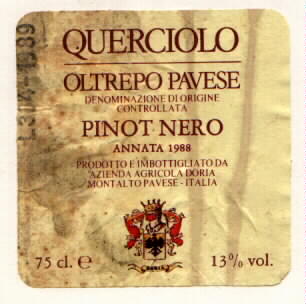 QUERCIOLO
OLTREPO PAVESE
DENOMINAZIONE DI ORIGINE
CONTROLLATA
PINOT NERO
ANNATA 1988
PRODOTTO E IMBOTTIGLIATO DA
AZIENDA AGRICOLA DORIA
MONTALTO PAVESE - ITALIA
DORIA
75 cl. e
13% vol.